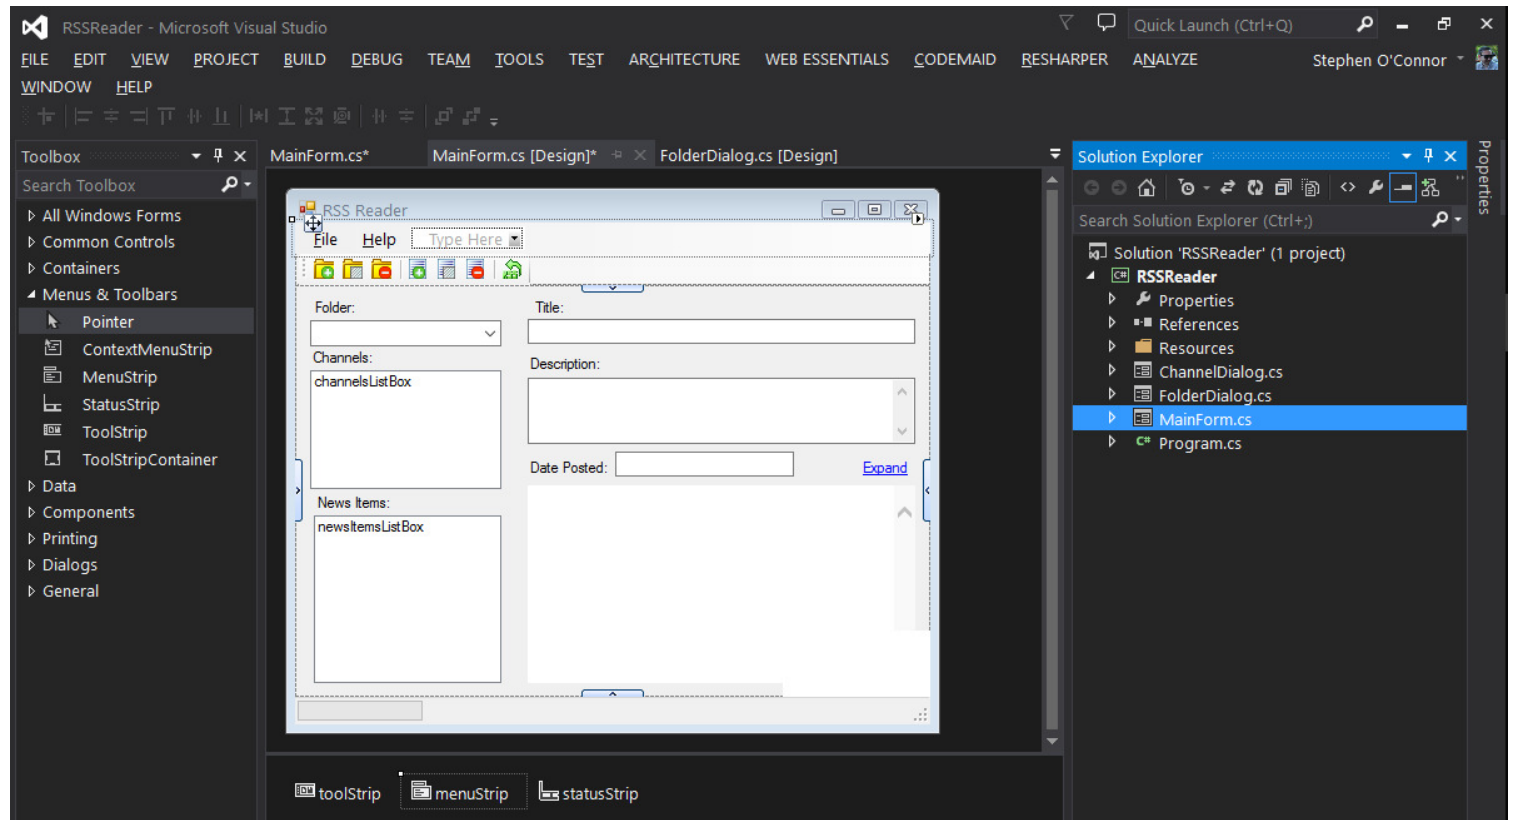 RSSReader - Microsoft Visual Studio
Quick Launch (Ctrl+Q)
FILE EDIT VIEW PROJECT BUILD DEBUG TEAM TOOLS TEST ARCHITECTURE WEB ESSENTIALS CODEMAID RESHARPER ANALYZE Stephen O'Connor
WINDOW HELP
Toolbox
Search Toolbox
All Windows Forms
Common Controls
Containers
Menus & Toolbars
Pointer
ContextMenuStrip
MenuStrip
StatusStrip
ToolStrip
ToolStripContainer
Data
Components
Printing
Dialogs
General
MainForm.cs* MainForm.cs [Design]* FolderDialog.cs [Design]
RSS Reader
File Help Type Here
Folder:
Channels:
channelsListBox
News Items:
newsItemsListBox
Title:
Description:
Date Posted: Expand
toolStrip menuStrip statusStrip
Solution Explorer
Search Solution Explorer (Ctrl+;)
Solution 'RSSReader' (1 project)
C# RSSReader
Properties
References
Resources
ChannelDialog.cs
FolderDialog.cs
MainForm.cs
C# Program.cs
Properties